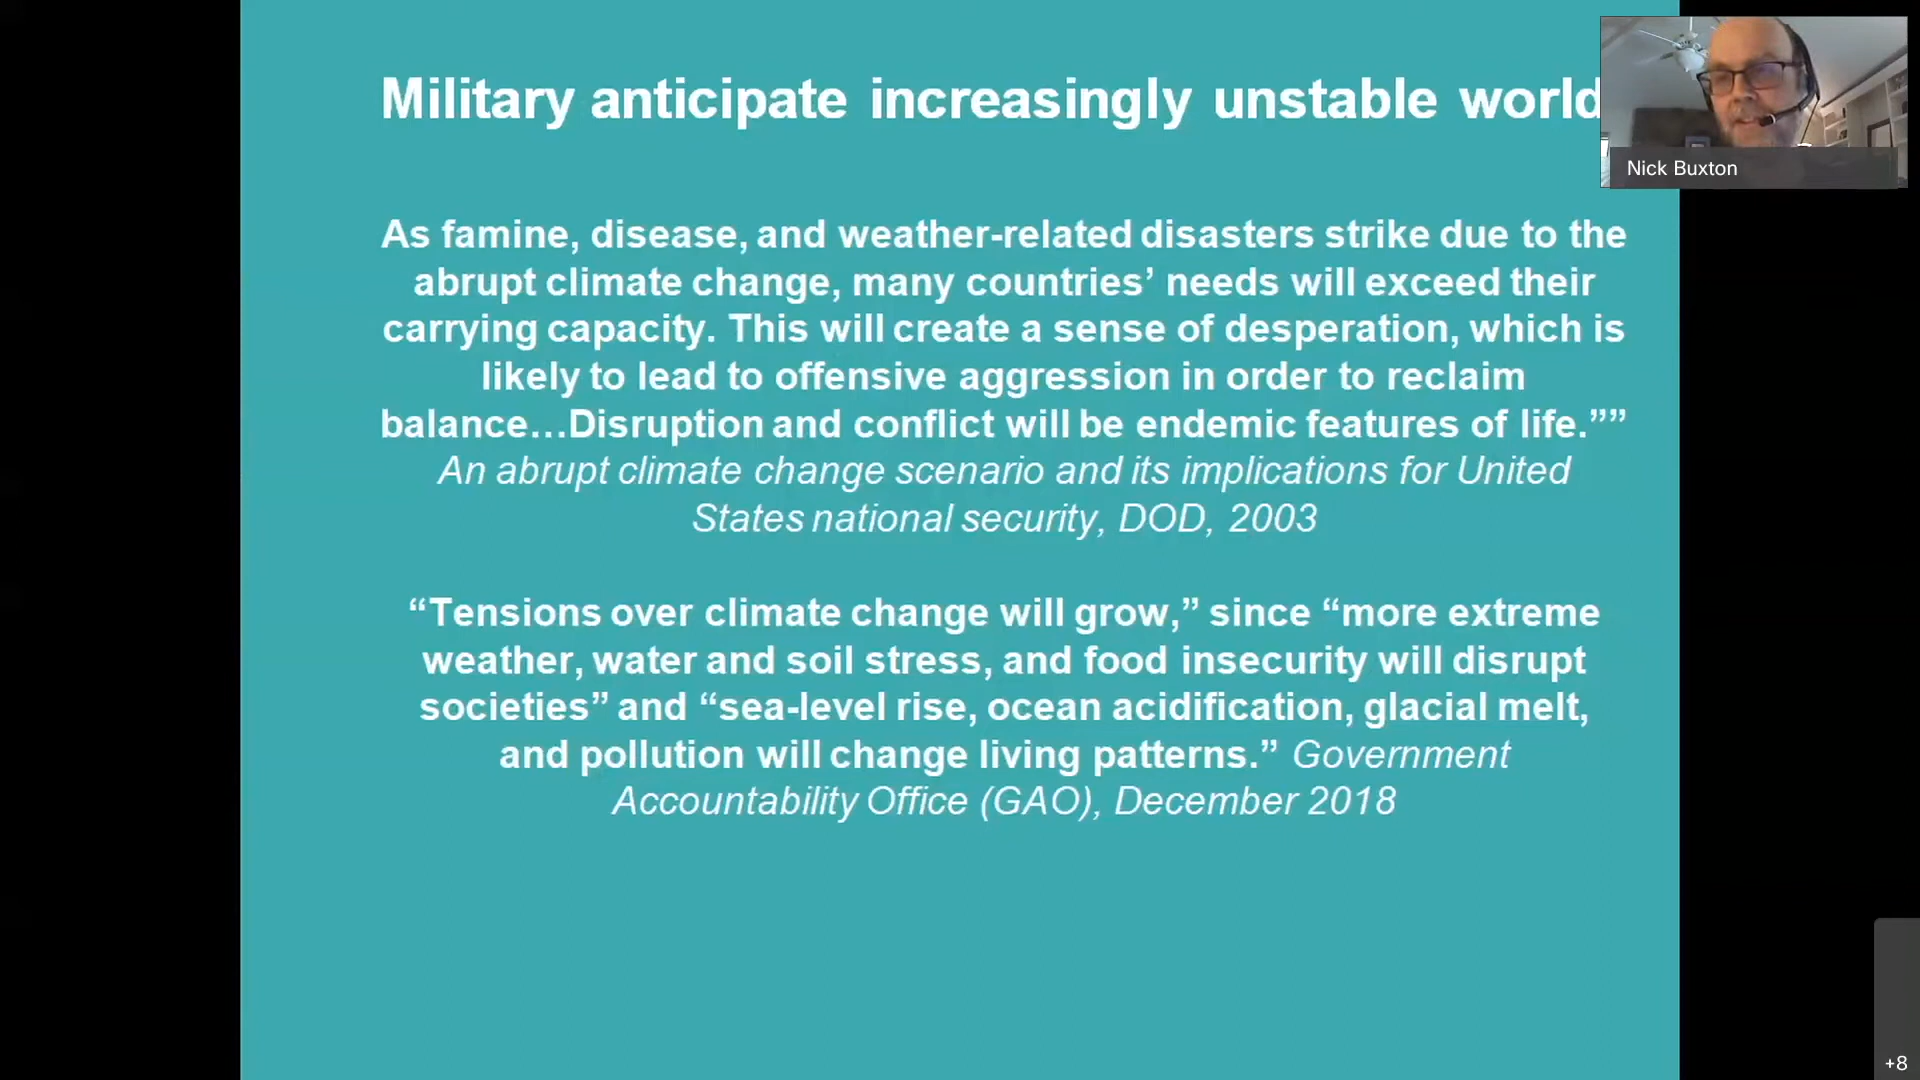 Military anticipate increasingly unstable world
Nick Buxton
As famine, disease, and weather-related disasters strike due to the
abrupt climate change, many countries’ needs will exceed their
carrying capacity. This will create a sense of desperation, which is
likely to lead to offensive aggression in order to reclaim
balance…Disruption and conflict will be endemic features of life.””
An abrupt climate change scenario and its implications for United
States national security, DOD, 2003
“Tensions over climate change will grow,” since “more extreme
weather, water and soil stress, and food insecurity will disrupt
societies” and “sea-level rise, ocean acidification, glacial melt,
and pollution will change living patterns.” Government
Accountability Office (GAO), December 2018
+8